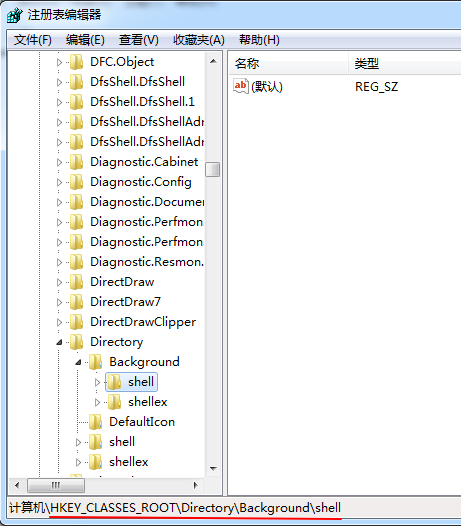 注册表编辑器
文件(F) 编辑(E) 查看(V) 收藏夹(A) 帮助(H)
DFC.Object
DfsShell.DfsShell
DfsShell.DfsShell.1
DfsShell.DfsShellAdr
DfsShell.DfsShellAdr
Diagnostic.Cabinet
Diagnostic.Config
Diagnostic.Docume
Diagnostic.Perfmon.
Diagnostic.Perfmon.
Diagnostic.Resmon.
DirectDraw
DirectDraw7
DirectDrawClipper
Directory
Background
shell
shellex
DefaultIcon
shell
shellex
名称 类型
ab (默认) REG_SZ
计算机\HKEY_CLASSES_ROOT\Directory\Background\shell